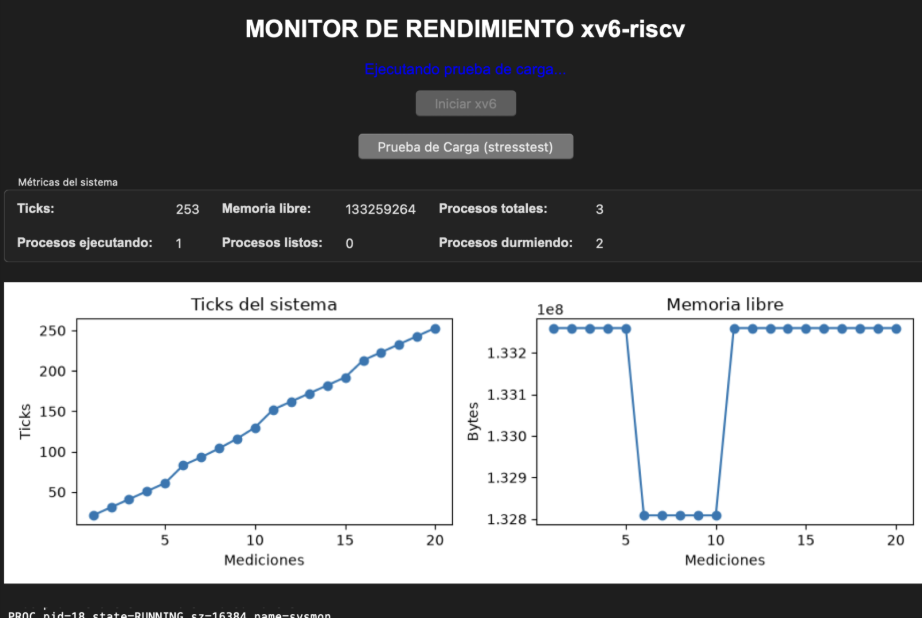 MONITOR DE RENDIMIENTO xv6-riscv
Ejecutando prueba de carga...
Iniciar xv6
Prueba de Carga (stresstest)
Métricas del sistema
Ticks: 253 Memoria libre: 133259264 Procesos totales: 3
Procesos ejecutando: 1 Procesos listos: 0 Procesos durmiendo: 2
Ticks del sistema
250
200
150
100
50
Ticks
5 10 15 20
Mediciones
1e8
Memoria libre
1.332
1.331
1.330
1.329
1.328
Bytes
5 10 15 20
Mediciones
PROC pid=18 state=RUNNING sz=16384 name=sysmon